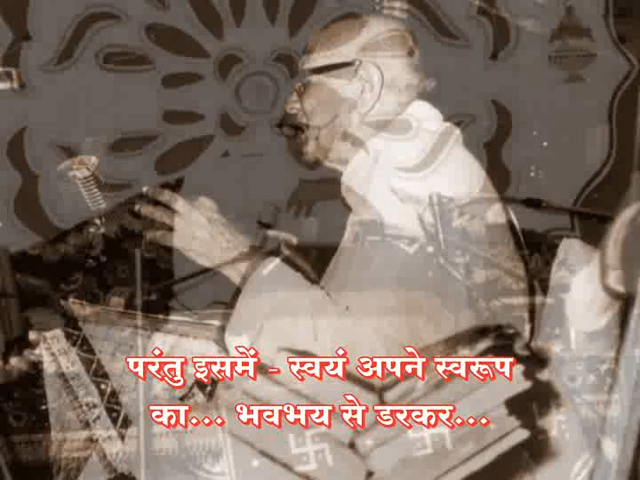 परंतु इसमें - स्वयं अपने स्वरूप
का... भवभय से डरकर...